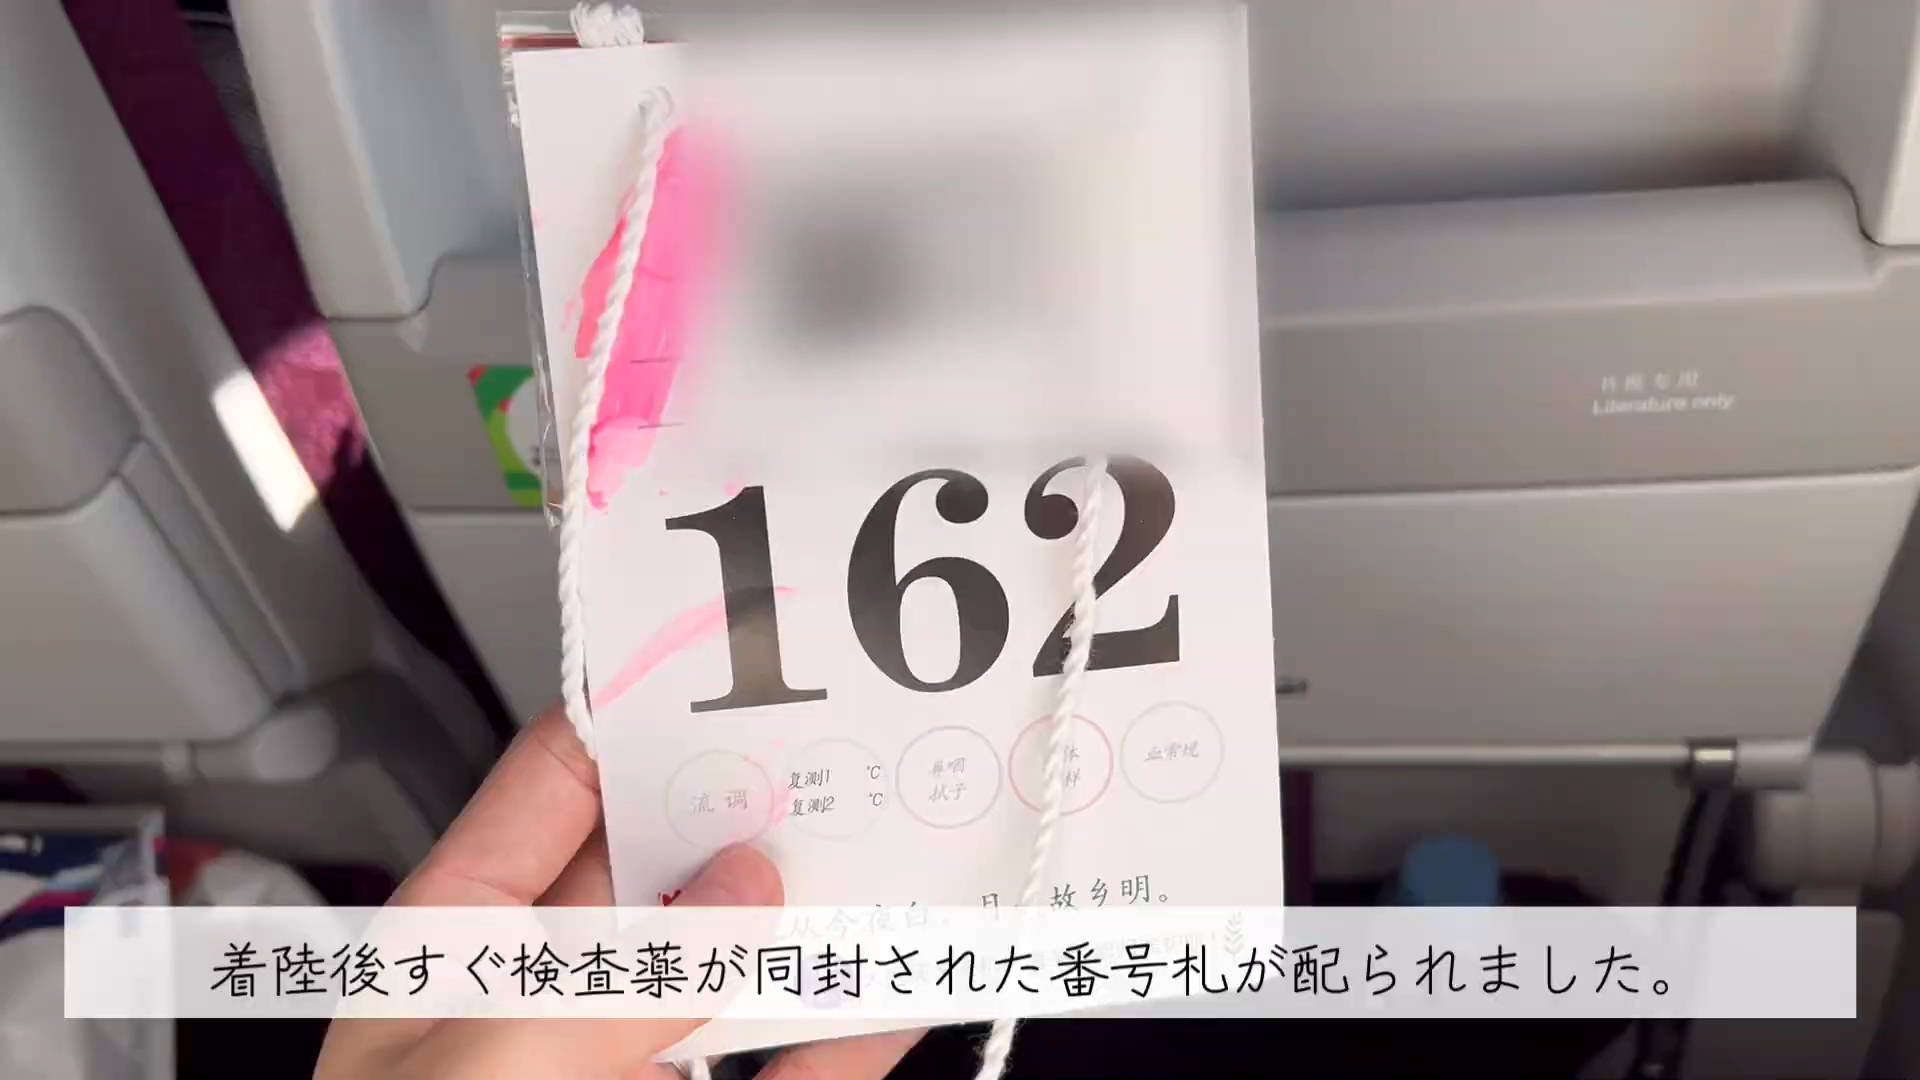 书报专用
Literature only
162
流调
复测1 ℃
复测2 ℃
鼻咽
拭子
体
样
血常规
从今夜白，月 故乡明。
着陸後すぐ検査薬が同封された番号札が配られました。